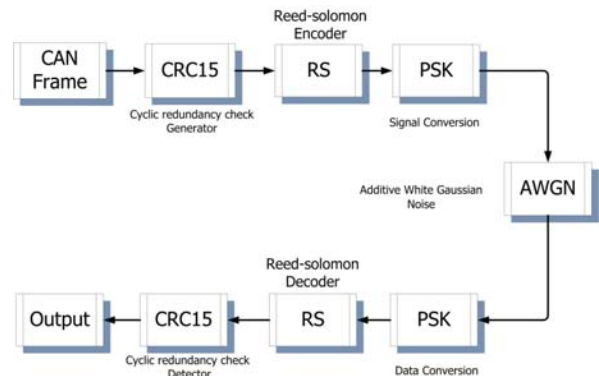 Reed-solomon
Encoder
CAN
Frame
CRC15
RS
PSK
Cyclic redundancy check
Generator
Signal Conversion
Additive White Gaussian
Noise
AWGN
Reed-solomon
Decoder
Output
CRC15
RS
PSK
Cyclic redundancy check
Detector
Data Conversion